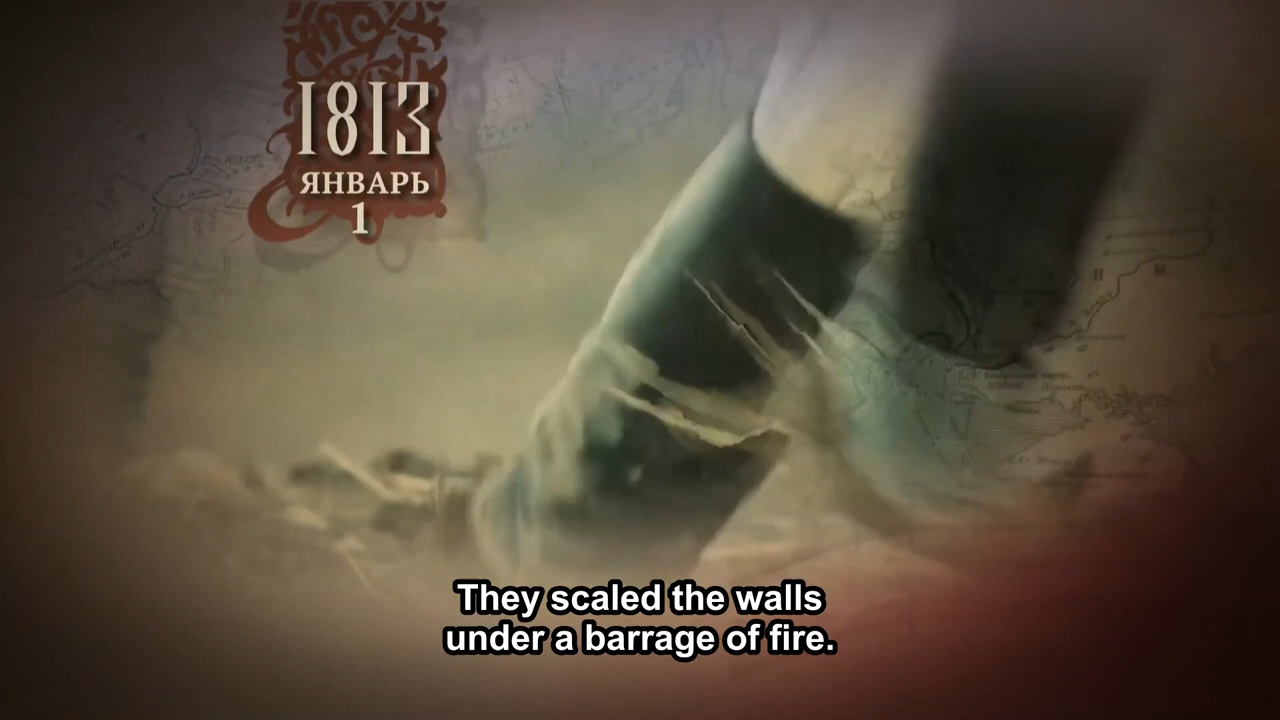 1813
ЯНВАРЬ
1
They scaled the walls
under a barrage of fire.